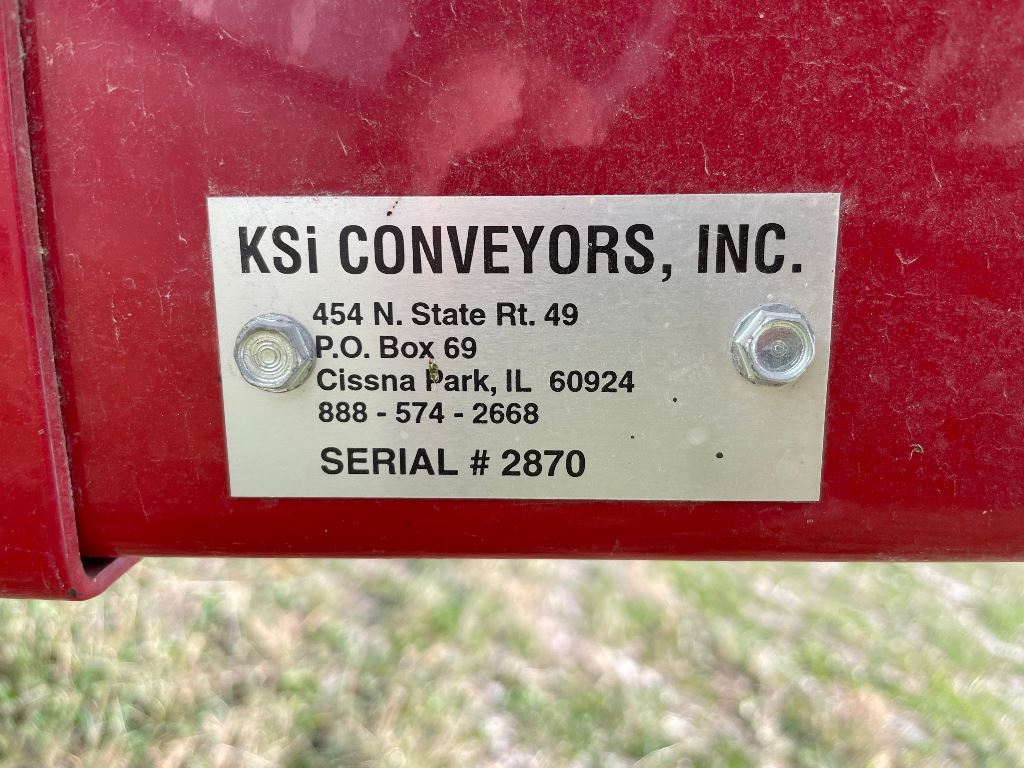 KSi CONVEYORS, INC.
454 N. State Rt. 49
P.O. Box 69
Cissna Park, IL 60924
888 - 574 - 2668
SERIAL # 2870